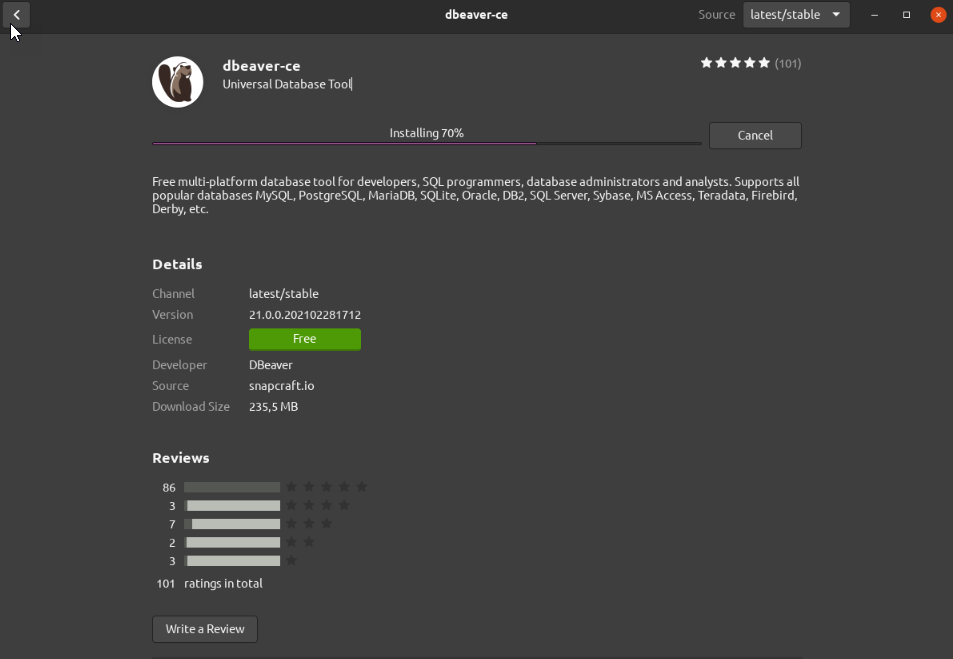 dbeaver-ce
Source latest/stable
dbeaver-ce
(101)
Universal Database Tool
Installing 70%
Cancel
Free multi-platform database tool for developers, SQL programmers, database administrators and analysts. Supports all
popular databases MySQL, PostgreSQL, MariaDB, SQLite, Oracle, DB2, SQL Server, Sybase, MS Access, Teradata, Firebird,
Derby, etc.
Details
Channel latest/stable
Version 21.0.0.202102281712
License Free
Developer DBeaver
Source snapcraft.io
Download Size 235,5 MB
Reviews
86
3
7
2
3
101 ratings in total
Write a Review